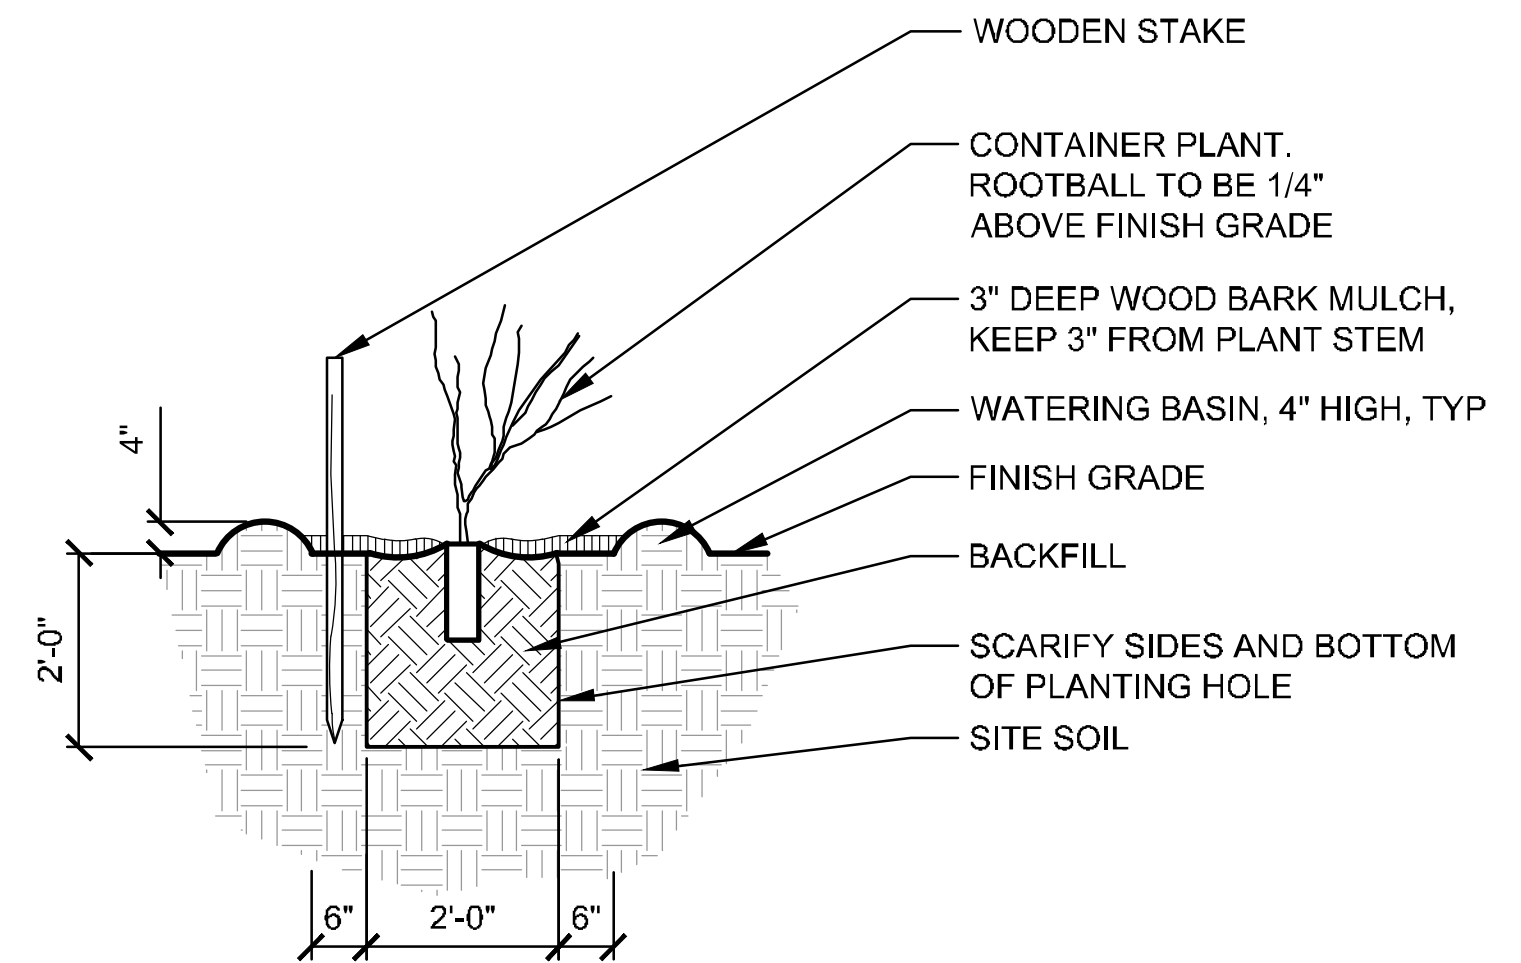 WOODEN STAKE
CONTAINER PLANT.
ROOTBALL TO BE 1/4"
ABOVE FINISH GRADE
3" DEEP WOOD BARK MULCH,
KEEP 3" FROM PLANT STEM
WATERING BASIN, 4" HIGH, TYP
FINISH GRADE
BACKFILL
SCARIFY SIDES AND BOTTOM
OF PLANTING HOLE
SITE SOIL
4"
2'-0"
6"
2'-0"
6"